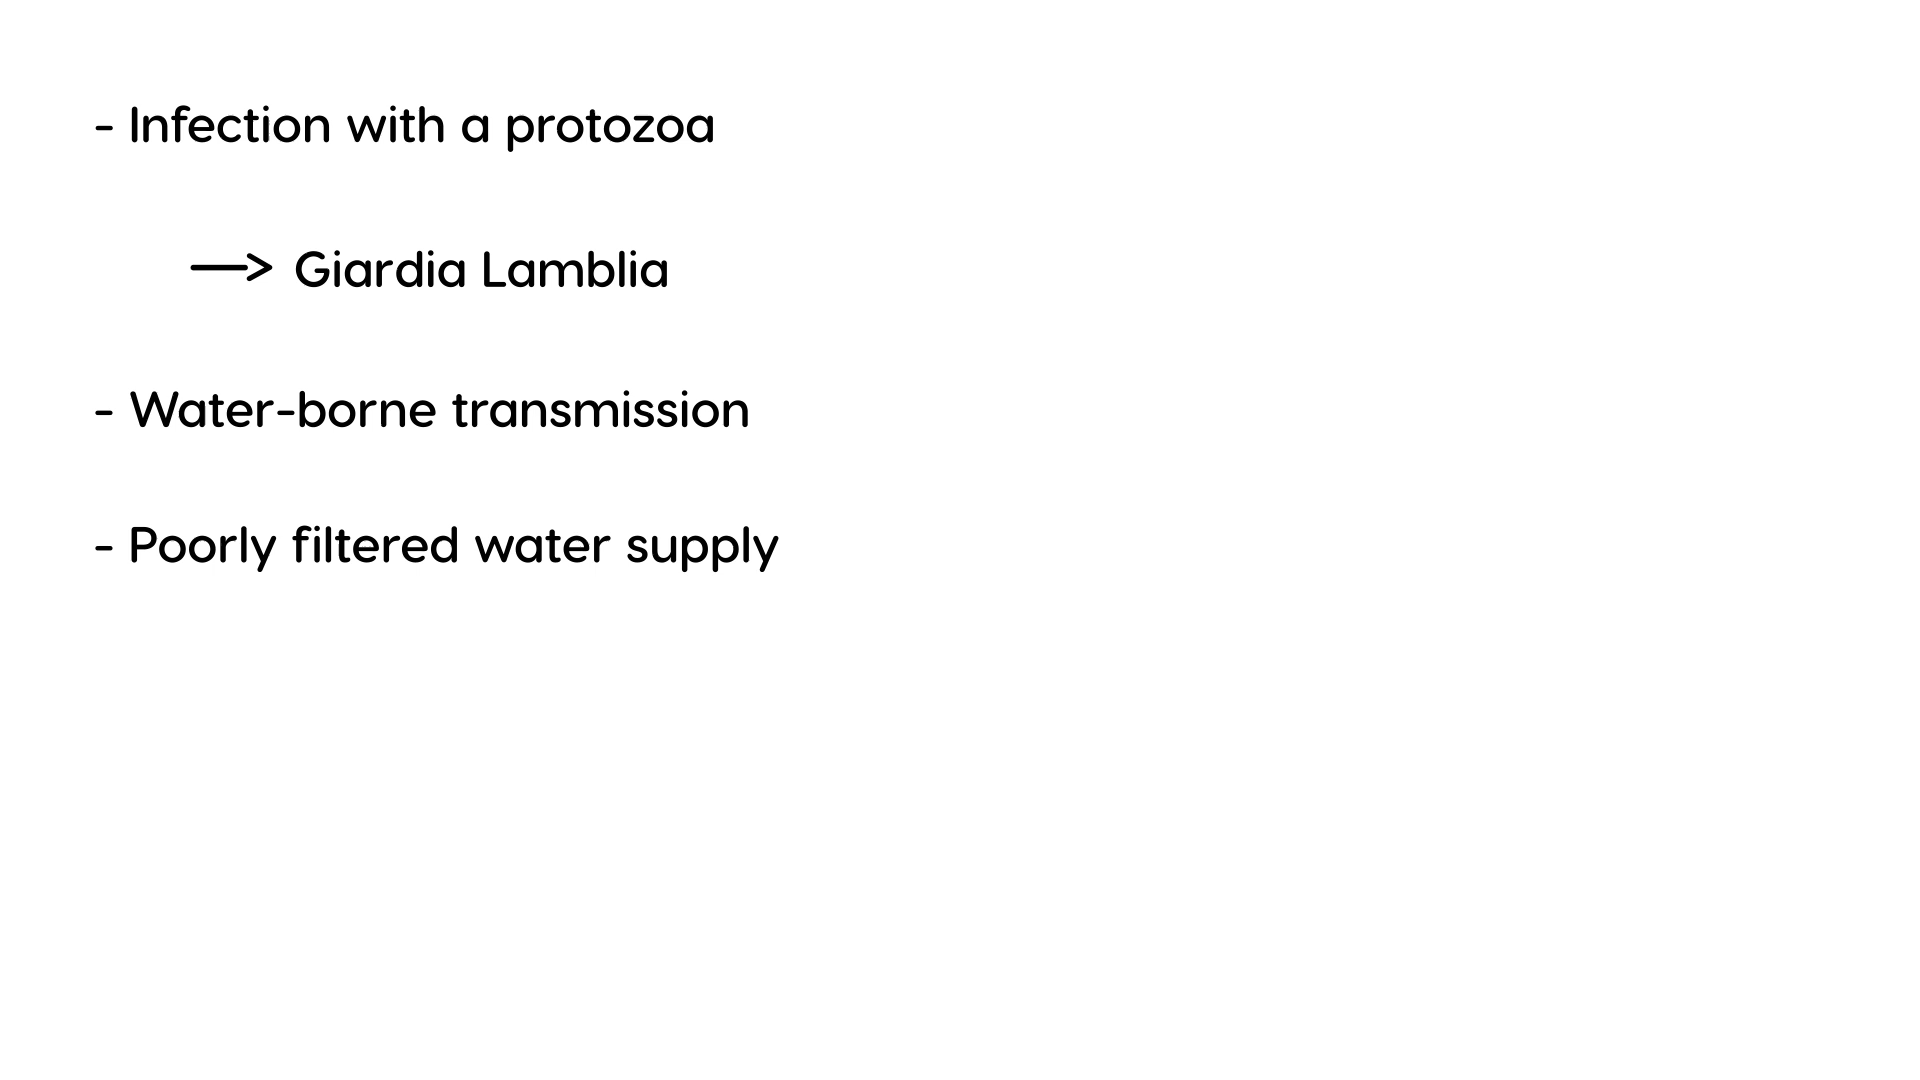 - Infection with a protozoa
—> Giardia Lamblia
- Water-borne transmission
- Poorly filtered water supply